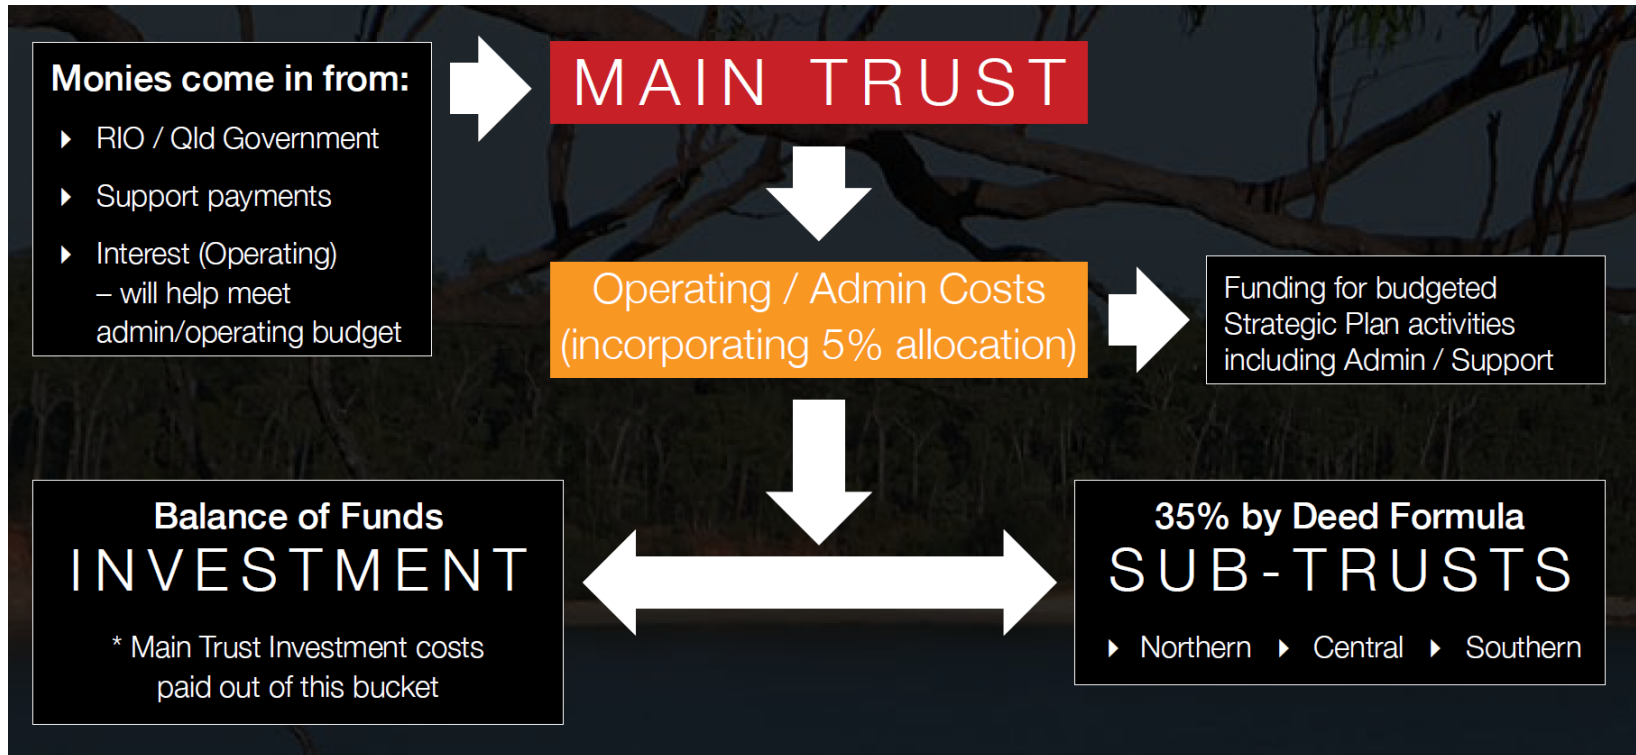 Monies come in from:
‣ RIO / Qld Government
‣ Support payments
‣ Interest (Operating)
– will help meet
admin/operating budget
MAIN TRUST
Operating / Admin Costs
(incorporating 5% allocation)
Funding for budgeted
Strategic Plan activities
including Admin / Support
Balance of Funds
INVESTMENT
* Main Trust Investment costs
paid out of this bucket
35% by Deed Formula
SUB-TRUSTS
‣ Northern ‣ Central ‣ Southern